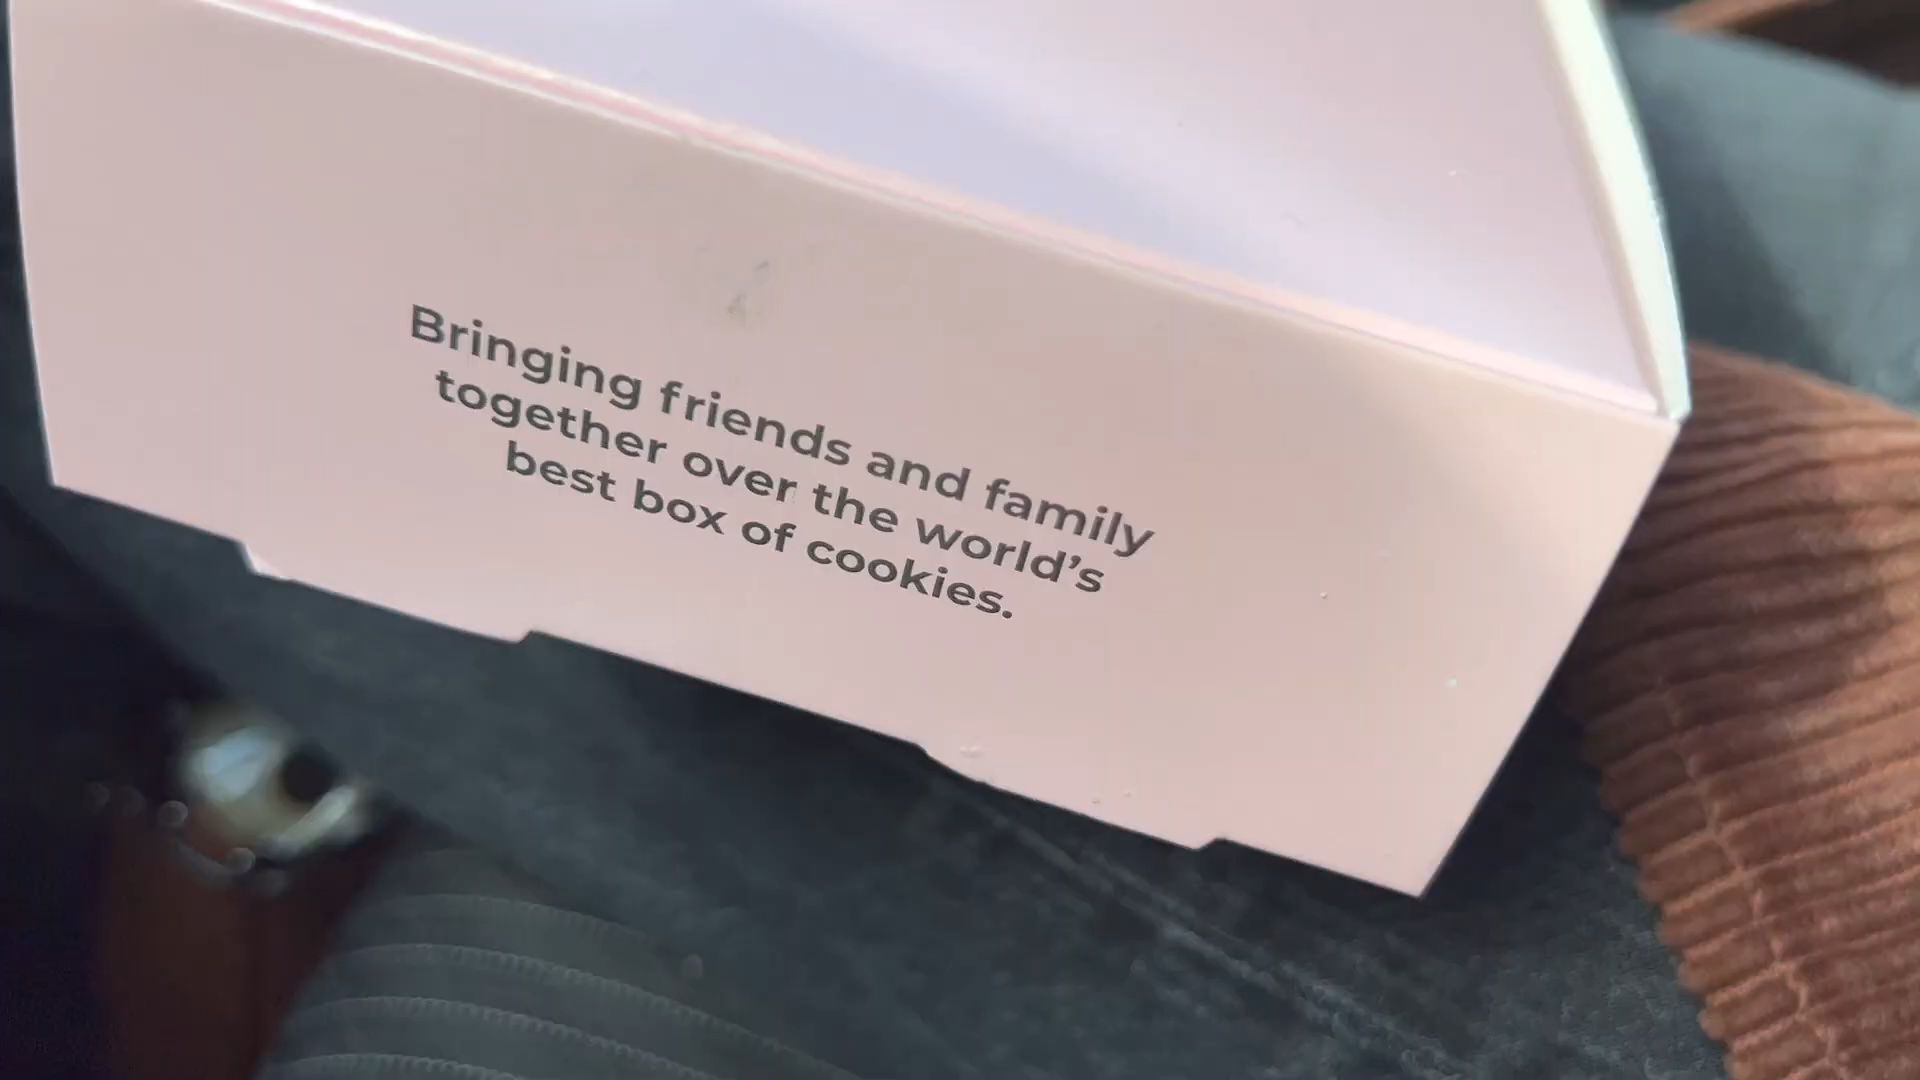 Bringing friends and family
together over the world’s
best box of cookies.